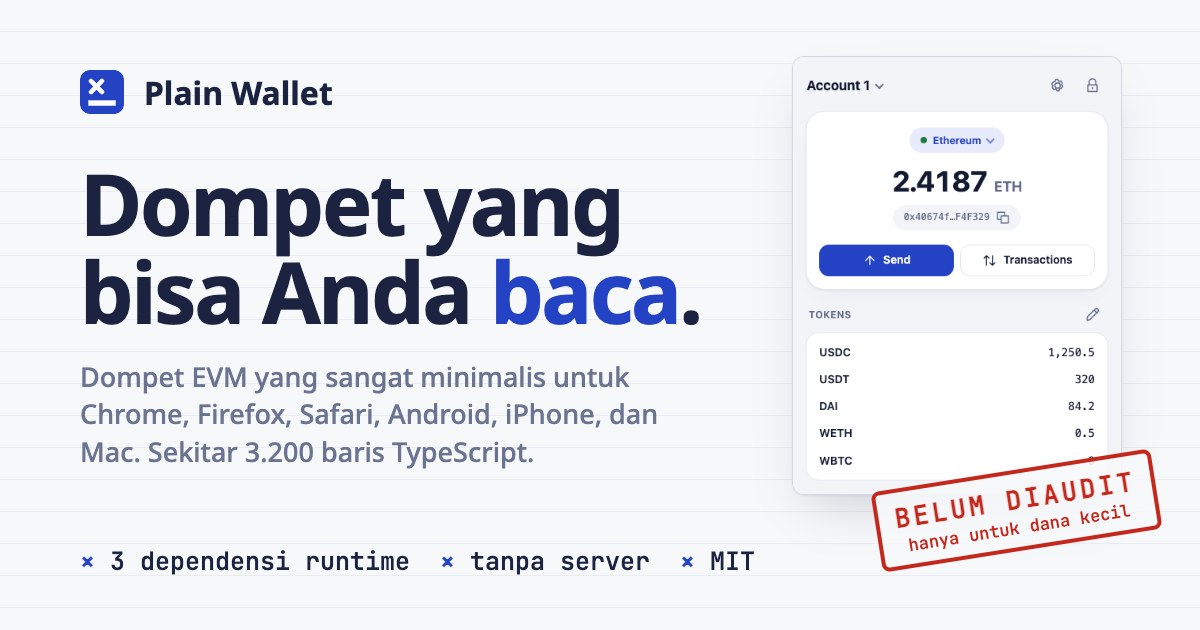 Plain Wallet
Dompet yang
bisa Anda baca.
Dompet EVM yang sangat minimalis untuk
Chrome, Firefox, Safari, Android, iPhone, dan
Mac. Sekitar 3.200 baris TypeScript.
× 3 dependensi runtime × tanpa server × MIT
Account 1
Ethereum
2.4187 ETH
0x40674f…F4F329
Send
Transactions
TOKENS
USDC 1,250.5
USDT 320
DAI 84.2
WETH 0.5
WBTC
BELUM DIAUDIT
hanya untuk dana kecil